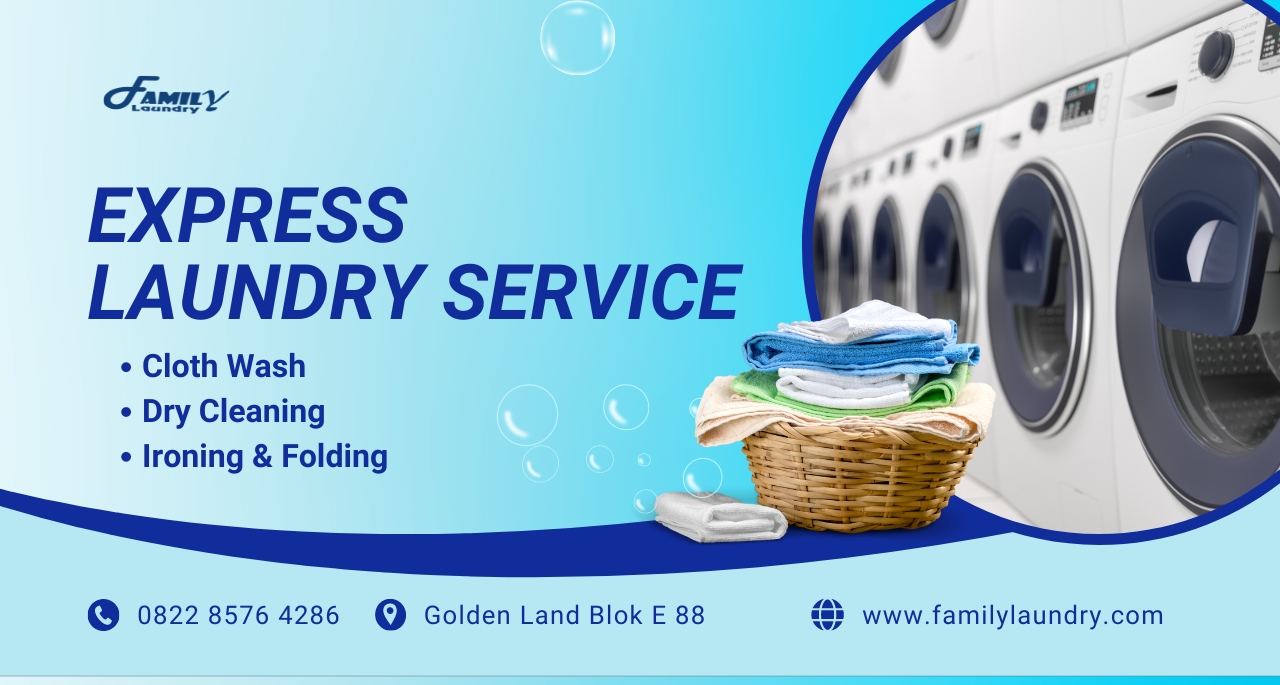 FAMILY
Laundry
EXPRESS
LAUNDRY SERVICE
• Cloth Wash
• Dry Cleaning
• Ironing & Folding
0822 8576 4286
Golden Land Blok E 88
www.familylaundry.com